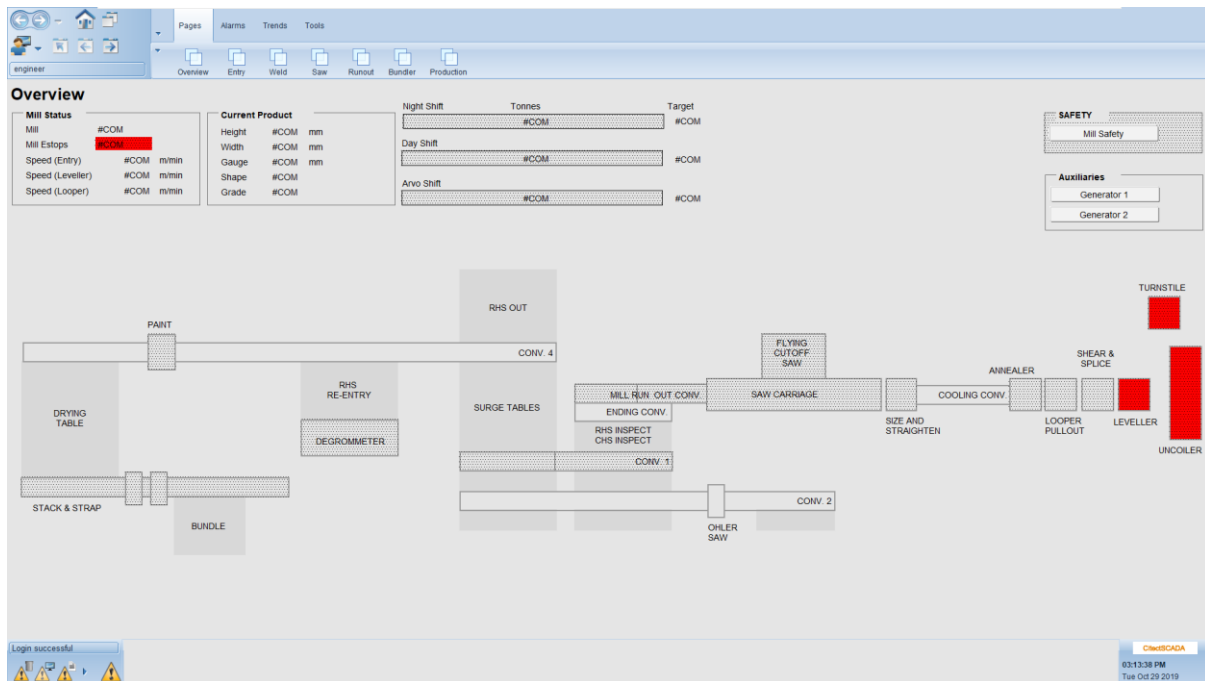 Pages Alarms Trends Tools
engineer
Overview Entry Weld Saw Runout Bundler Production
Overview
Mill Status
Mill #COM
Mill Estops #COM
Speed (Entry) #COM m/min
Speed (Leveller) #COM m/min
Speed (Looper) #COM m/min
Current Product
Height #COM mm
Width #COM mm
Gauge #COM mm
Shape #COM
Grade #COM
Night Shift Tonnes Target
#COM #COM
Day Shift
#COM #COM
Arvo Shift
#COM #COM
SAFETY
Mill Safety
Auxiliaries
Generator 1
Generator 2
TURNSTILE
RHS OUT
PAINT
CONV. 4
FLYING
CUTOFF
SAW
SHEAR &
SPLICE
ANNEALER
RHS
RE-ENTRY
MILL RUN OUT CONV.
SAW CARRIAGE
COOLING CONV.
DRYING
TABLE
SURGE TABLES
ENDING CONV.
SIZE AND
STRAIGHTEN
LOOPER
PULLOUT
LEVELLER
RHS INSPECT
CHS INSPECT
DEGROMMETER
UNCOILER
CONV. 1
STACK & STRAP
CONV. 2
BUNDLE
OHLER
SAW
Login successful
CitectSCADA
03:13:38 PM
Tue Oct 29 2019